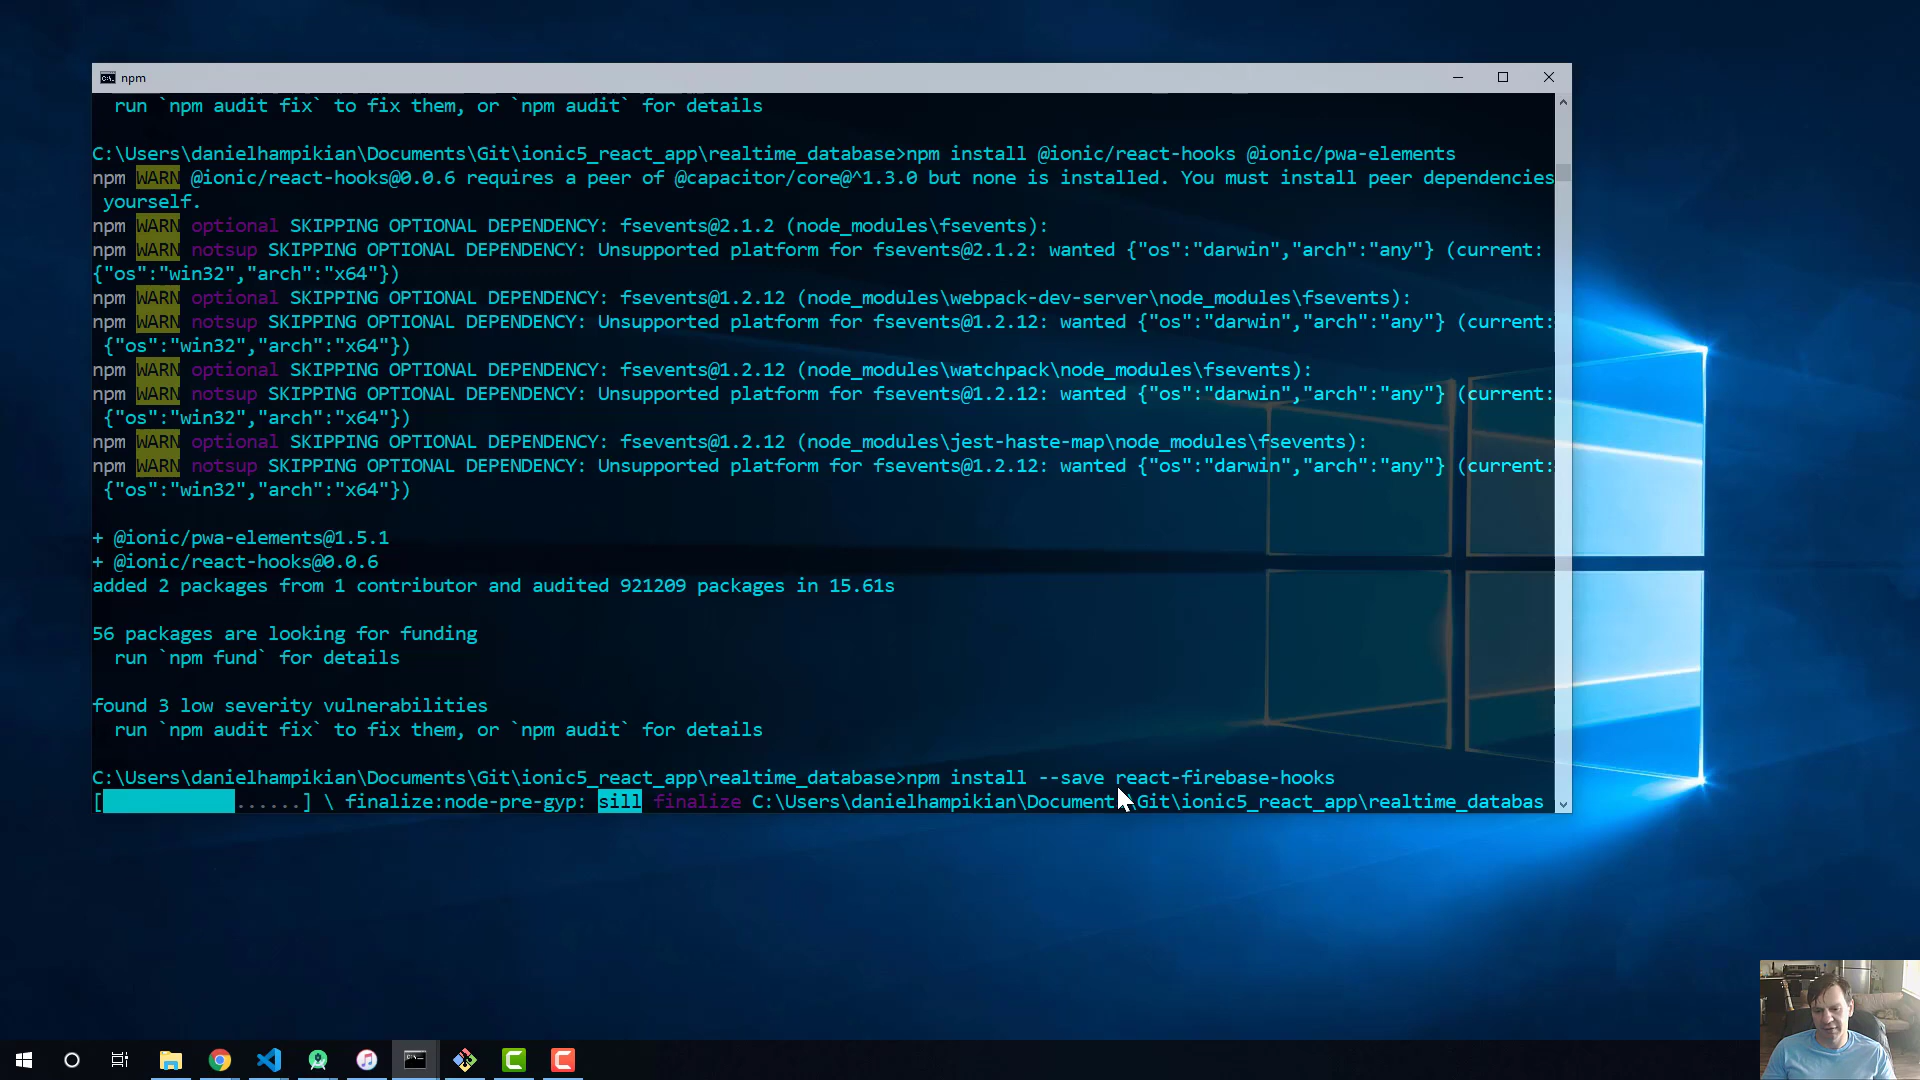 npm
run `npm audit fix` to fix them, or `npm audit` for details
C:\Users\danielhampikian\Documents\Git\ionic5_react_app\realtime_database>npm install @ionic/react-hooks @ionic/pwa-elements
npm WARN @ionic/react-hooks@0.0.6 requires a peer of @capacitor/core@^1.3.0 but none is installed. You must install peer dependencies
yourself.
npm WARN optional SKIPPING OPTIONAL DEPENDENCY: fsevents@2.1.2 (node_modules\fsevents):
npm WARN notsup SKIPPING OPTIONAL DEPENDENCY: Unsupported platform for fsevents@2.1.2: wanted {"os":"darwin","arch":"any"} (current:
{"os":"win32","arch":"x64"})
npm WARN optional SKIPPING OPTIONAL DEPENDENCY: fsevents@1.2.12 (node_modules\webpack-dev-server\node_modules\fsevents):
npm WARN notsup SKIPPING OPTIONAL DEPENDENCY: Unsupported platform for fsevents@1.2.12: wanted {"os":"darwin","arch":"any"} (current:
{"os":"win32","arch":"x64"})
npm WARN optional SKIPPING OPTIONAL DEPENDENCY: fsevents@1.2.12 (node_modules\watchpack\node_modules\fsevents):
npm WARN notsup SKIPPING OPTIONAL DEPENDENCY: Unsupported platform for fsevents@1.2.12: wanted {"os":"darwin","arch":"any"} (current:
{"os":"win32","arch":"x64"})
npm WARN optional SKIPPING OPTIONAL DEPENDENCY: fsevents@1.2.12 (node_modules\jest-haste-map\node_modules\fsevents):
npm WARN notsup SKIPPING OPTIONAL DEPENDENCY: Unsupported platform for fsevents@1.2.12: wanted {"os":"darwin","arch":"any"} (current:
{"os":"win32","arch":"x64"})
+ @ionic/pwa-elements@1.5.1
+ @ionic/react-hooks@0.0.6
added 2 packages from 1 contributor and audited 921209 packages in 15.61s
56 packages are looking for funding
run `npm fund` for details
found 3 low severity vulnerabilities
run `npm audit fix` to fix them, or `npm audit` for details
C:\Users\danielhampikian\Documents\Git\ionic5_react_app\realtime_database>npm install --save react-firebase-hooks
[......] \ finalize:node-pre-gyp: sill finalize C:\Users\danielhampikian\Document\Git\ionic5_react_app\realtime_databas